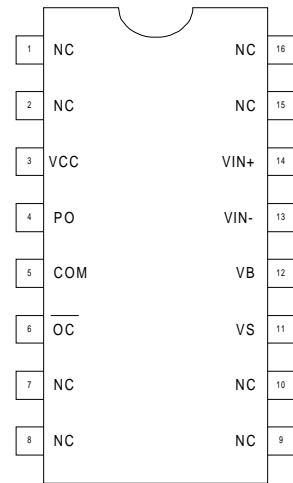 1 NC NC 16
2 NC NC 15
3 VCC VIN+ 14
4 PO VIN- 13
5 COM VB 12
6 O̅C̅ VS 11
7 NC NC 10
8 NC NC 9